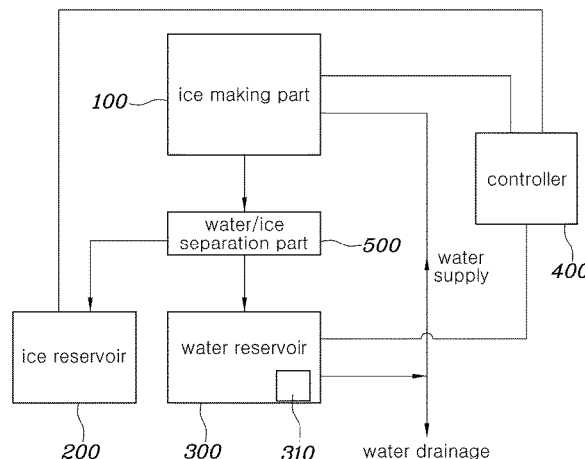 100
ice making part
controller
400
water/ice
separation part
500
water
supply
ice reservoir
water reservoir
200
300
310
water drainage